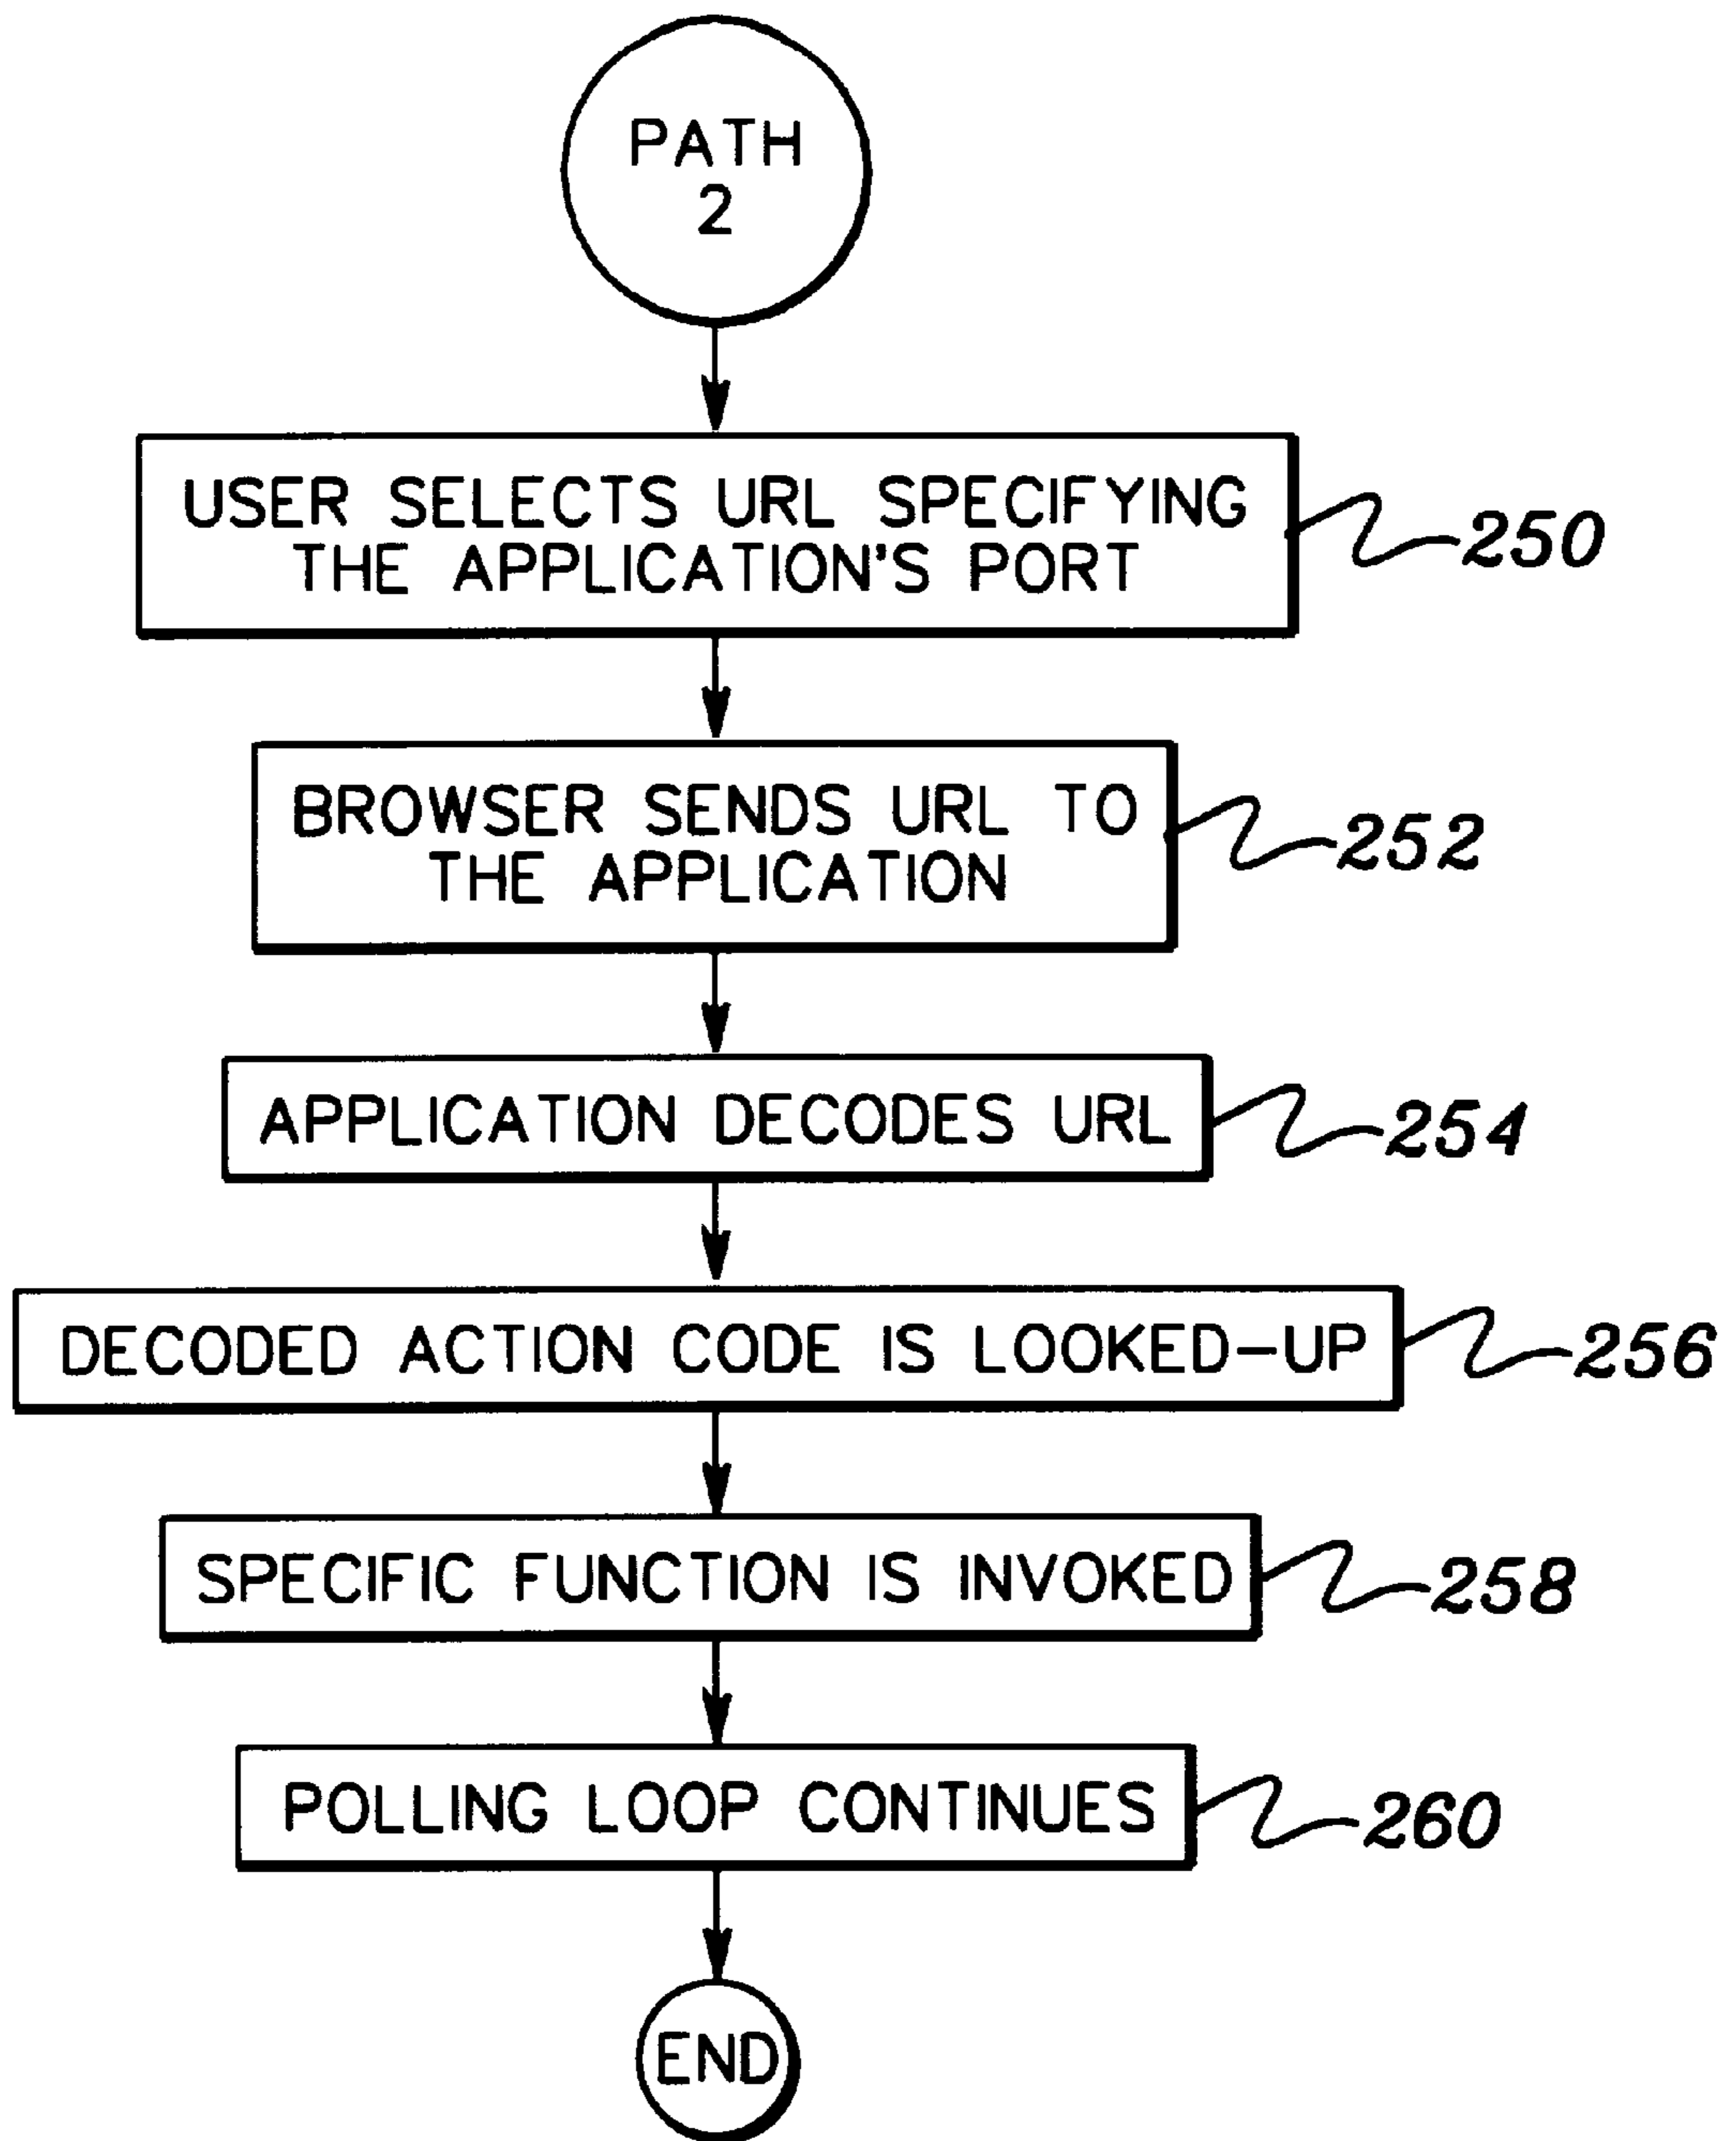 PATH
2
USER SELECTS URL SPECIFYING
THE APPLICATION'S PORT
250
BROWSER SENDS URL TO
THE APPLICATION
252
APPLICATION DECODES URL
254
DECODED ACTION CODE IS LOOKED-UP
256
SPECIFIC FUNCTION IS INVOKED
258
POLLING LOOP CONTINUES
260
END